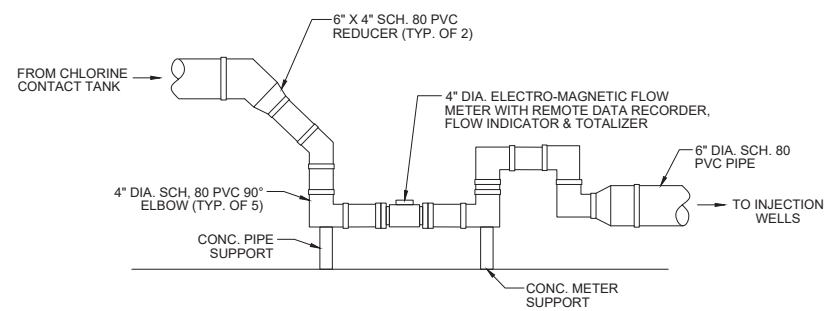 6" X 4" SCH. 80 PVC
REDUCER (TYP. OF 2)
FROM CHLORINE
CONTACT TANK
4" DIA. ELECTRO-MAGNETIC FLOW
METER WITH REMOTE DATA RECORDER,
FLOW INDICATOR & TOTALIZER
6" DIA. SCH. 80
PVC PIPE
4" DIA. SCH, 80 PVC 90°
ELBOW (TYP. OF 5)
TO INJECTION
WELLS
CONC. PIPE
SUPPORT
CONC. METER
SUPPORT